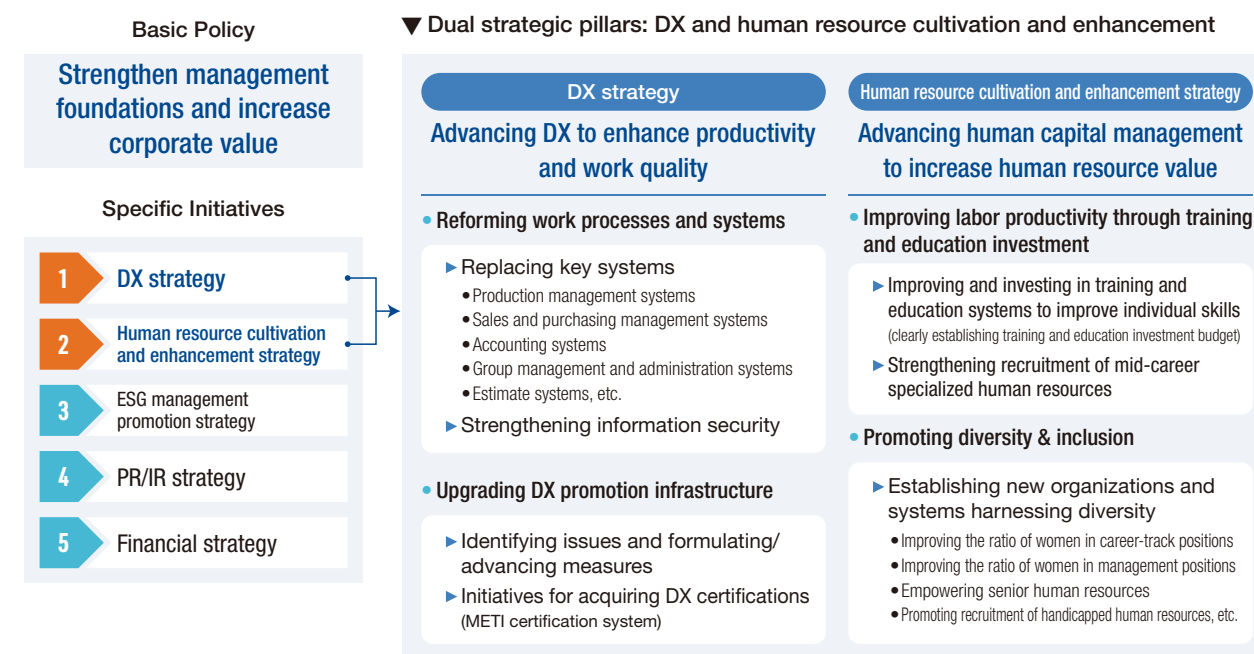 Basic Policy
Strengthen management
foundations and increase
corporate value
Specific Initiatives
1 DX strategy
2 Human resource cultivation
and enhancement strategy
3 ESG management
promotion strategy
4 PR/IR strategy
5 Financial strategy
▼ Dual strategic pillars: DX and human resource cultivation and enhancement
DX strategy
Advancing DX to enhance productivity
and work quality
• Reforming work processes and systems
▶ Replacing key systems
• Production management systems
• Sales and purchasing management systems
• Accounting systems
• Group management and administration systems
• Estimate systems, etc.
▶ Strengthening information security
• Upgrading DX promotion infrastructure
▶ Identifying issues and formulating/
advancing measures
▶ Initiatives for acquiring DX certifications
(METI certification system)
Human resource cultivation and enhancement strategy
Advancing human capital management
to increase human resource value
• Improving labor productivity through training
and education investment
▶ Improving and investing in training and
education systems to improve individual skills
(clearly establishing training and education investment budget)
▶ Strengthening recruitment of mid-career
specialized human resources
• Promoting diversity & inclusion
▶ Establishing new organizations and
systems harnessing diversity
• Improving the ratio of women in career-track positions
• Improving the ratio of women in management positions
• Empowering senior human resources
• Promoting recruitment of handicapped human resources, etc.